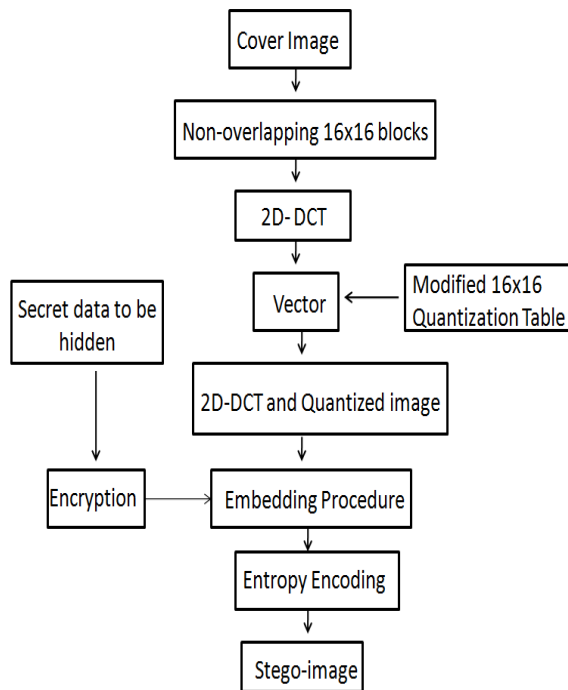 Cover Image
Non-overlapping 16x16 blocks
2D- DCT
Vector
Modified 16x16
Quantization Table
Secret data to be
hidden
2D-DCT and Quantized image
Encryption
Embedding Procedure
Entropy Encoding
Stego-image